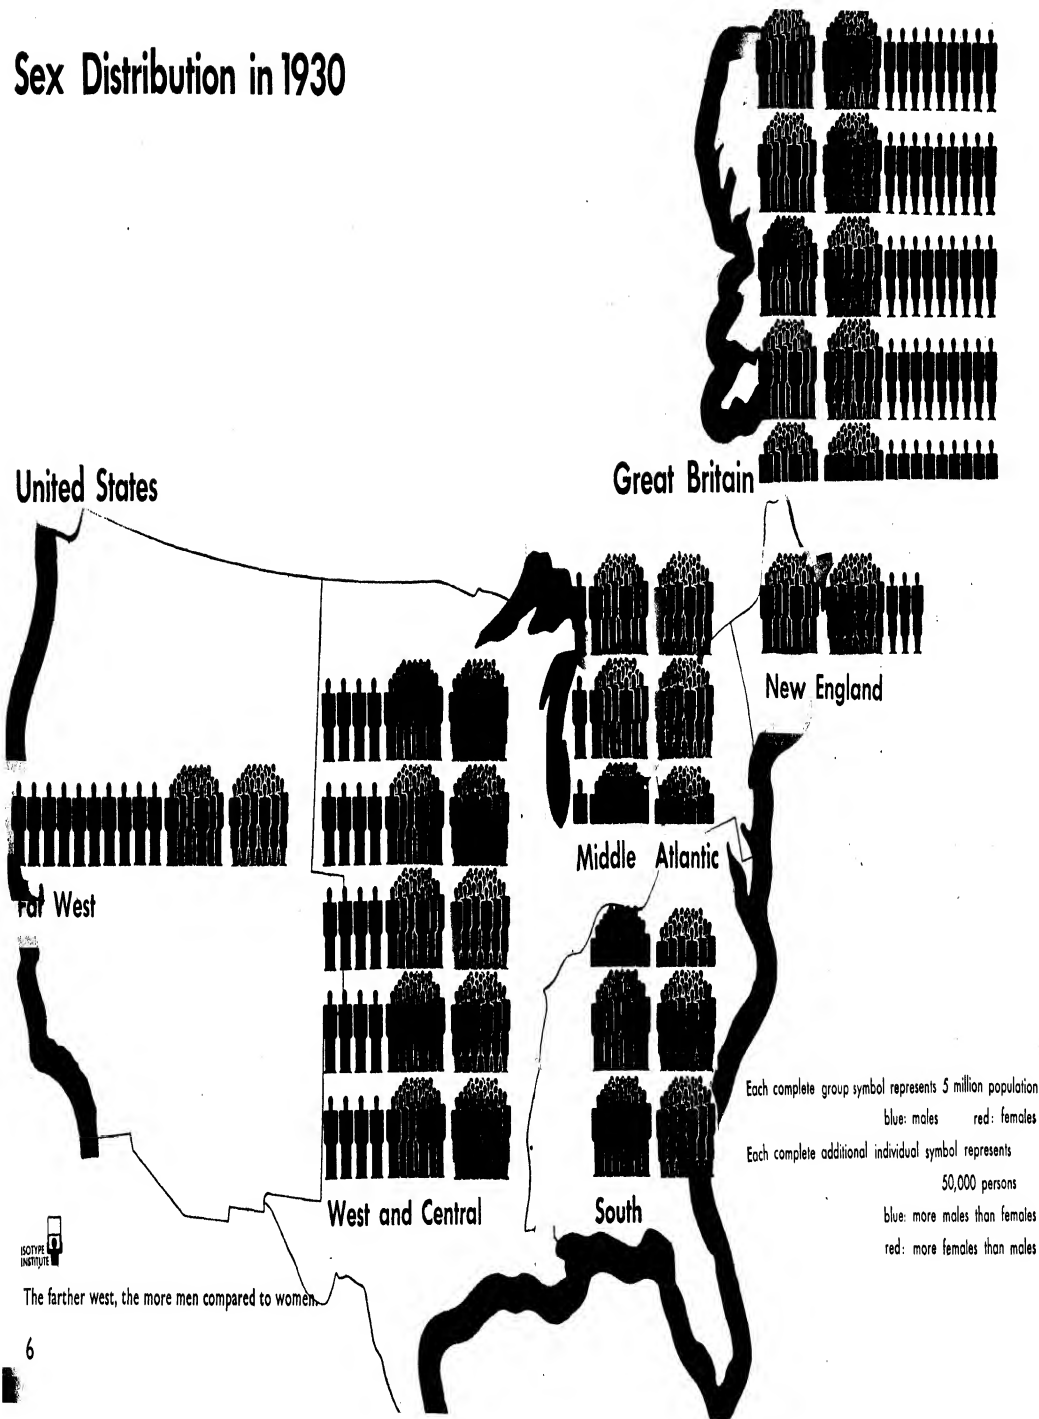 Sex Distribution in 1930
United States
Great Britain
New England
Far West
Middle Atlantic
West and Central
South
Each complete group symbol represents 5 million population
blue: males red: females
Each complete additional individual symbol represents
50,000 persons
blue: more males than females
red: more females than males
ISOTYPE
INSTITUTE
The farther west, the more men compared to women.
6